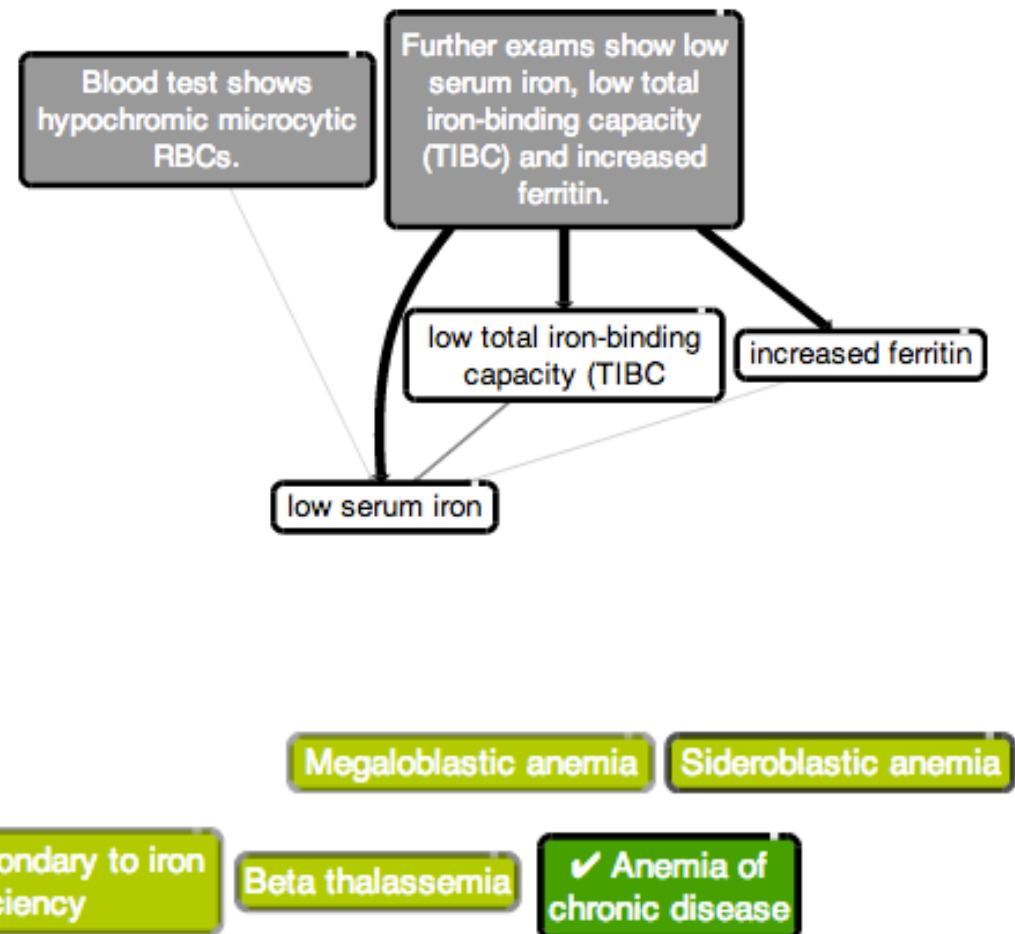 Blood test shows
hypochromic microcytic
RBCs.
Further exams show low
serum iron, low total
iron-binding capacity
(TIBC) and increased
ferritin.
low total iron-binding
capacity (TIBC
increased ferritin
low serum iron
Megaloblastic anemia
Sideroblastic anemia
ondary to iron
ciency
Beta thalassemia
✔ Anemia of
chronic disease